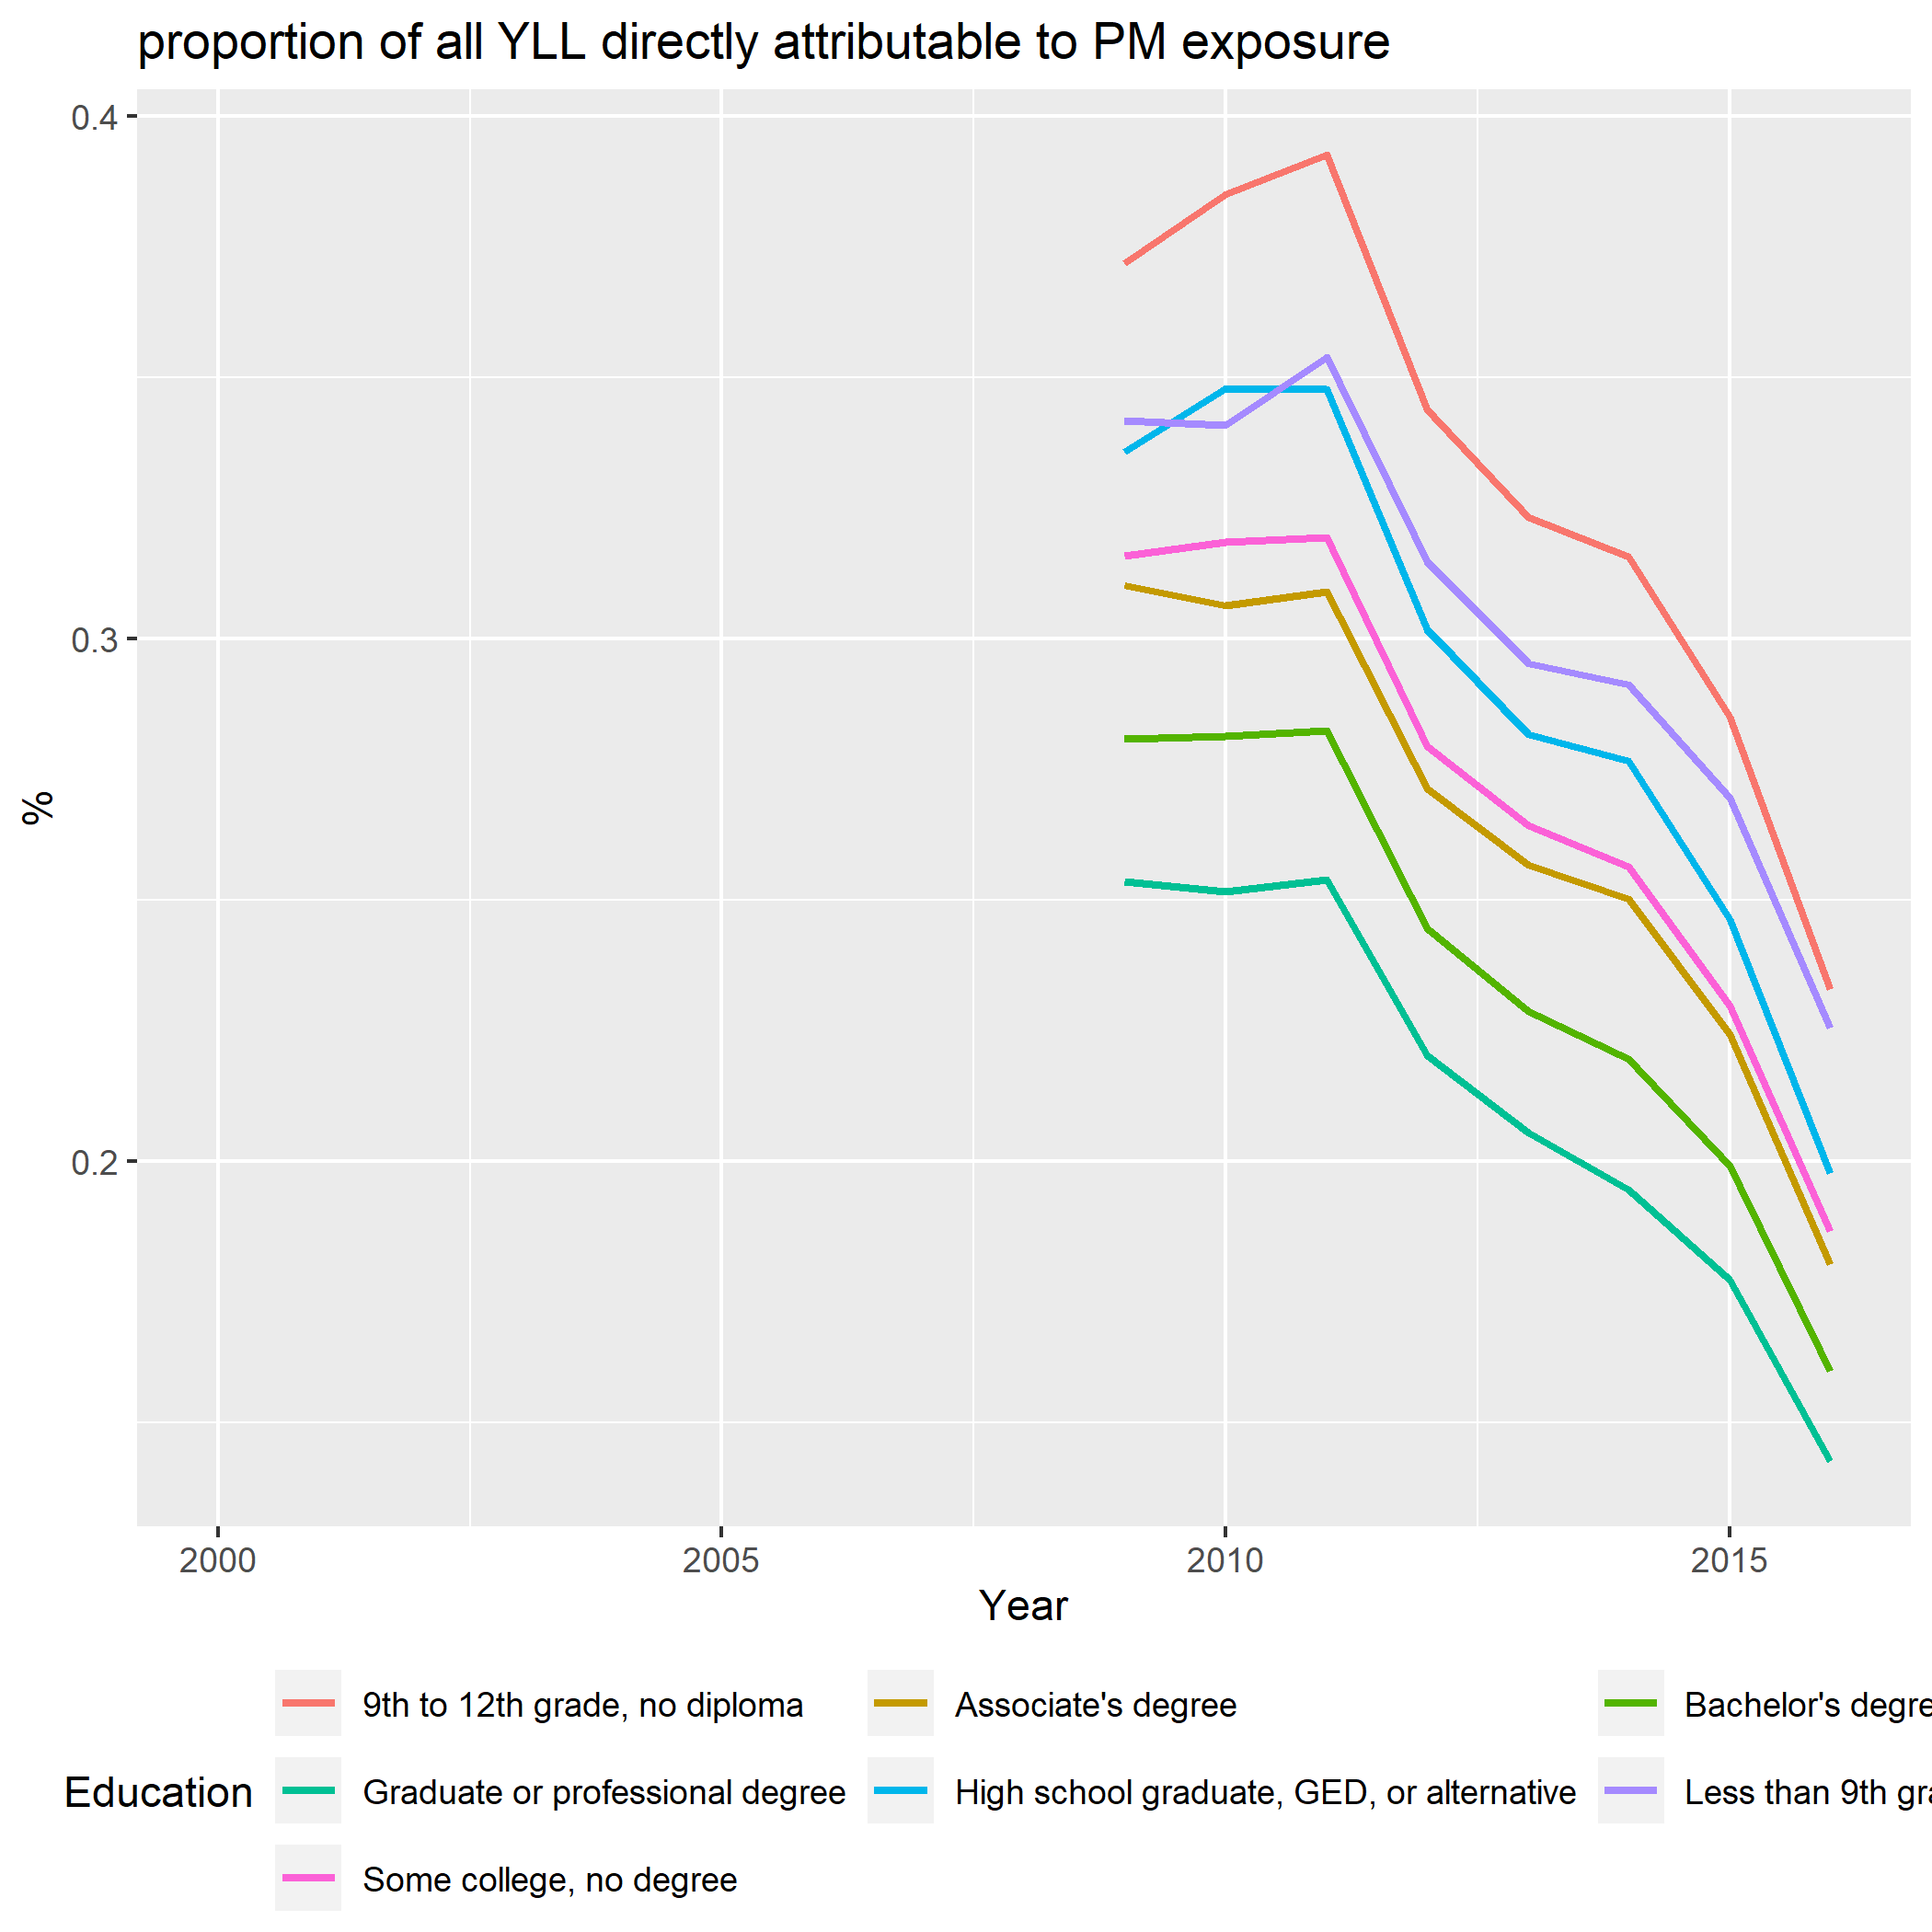 proportion of all YLL directly attributable to PM exposure
0.4
0.3
0.2
%
2000 2005 2010 2015
Year
Education
9th to 12th grade, no diploma Associate's degree Bachelor's degre
Graduate or professional degree High school graduate, GED, or alternative Less than 9th gra
Some college, no degree